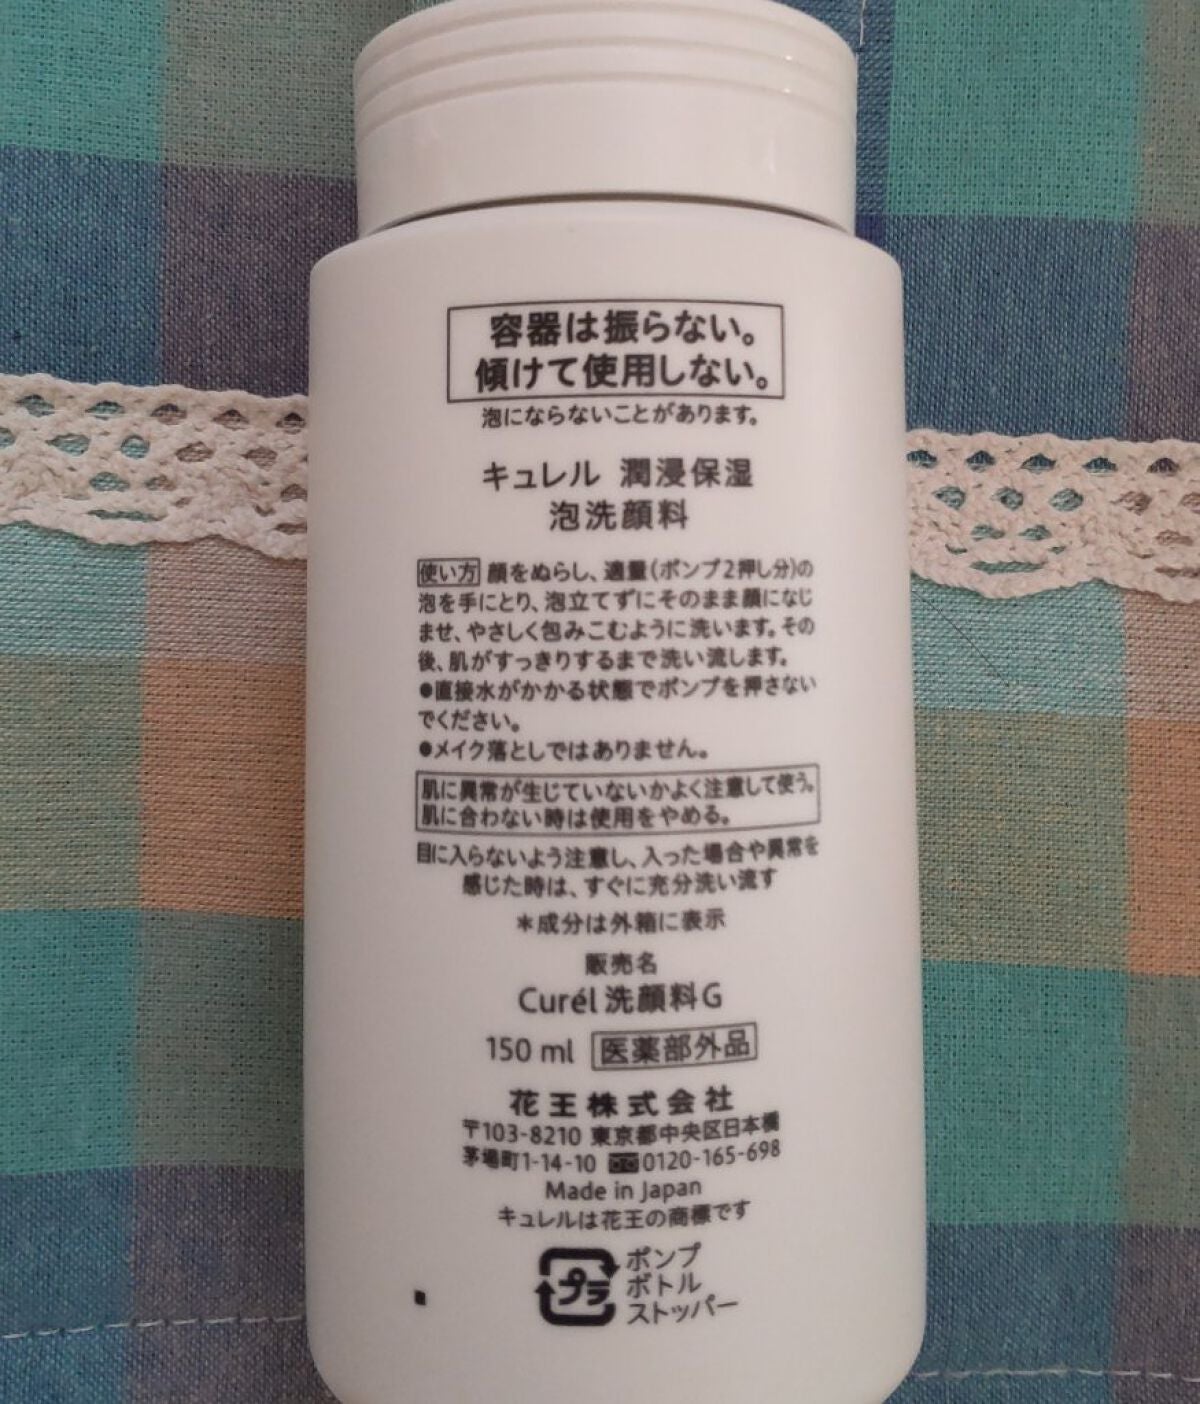 容器は振らない。
傾けて使用しない。
泡にならないことがあります。
キュレル 潤浸保湿
泡洗顔料
使い方 顔をぬらし、適量(ポンプ2押し分)の
泡を手にとり、泡立てずにそのまま顔になじ
ませ、やさしく包みこむように洗います。その
後、肌がすっきりするまで洗い流します。
●直接水がかかる状態でポンプを押さない
でください。
●メイク落としではありません。
肌に異常が生じていないかよく注意して使う。
肌に合わない時は使用をやめる。
目に入らないよう注意し、入った場合や異常を
感じた時は、すぐに充分洗い流す
＊成分は外箱に表示
販売名
Curél 洗顔料G
150 ml 医薬部外品
花王株式会社
〒103-8210 東京都中央区日本橋
茅場町1-14-10 0120-165-698
Made in Japan
キュレルは花王の商標です
プラ ポンプ
ボトル
ストッパー